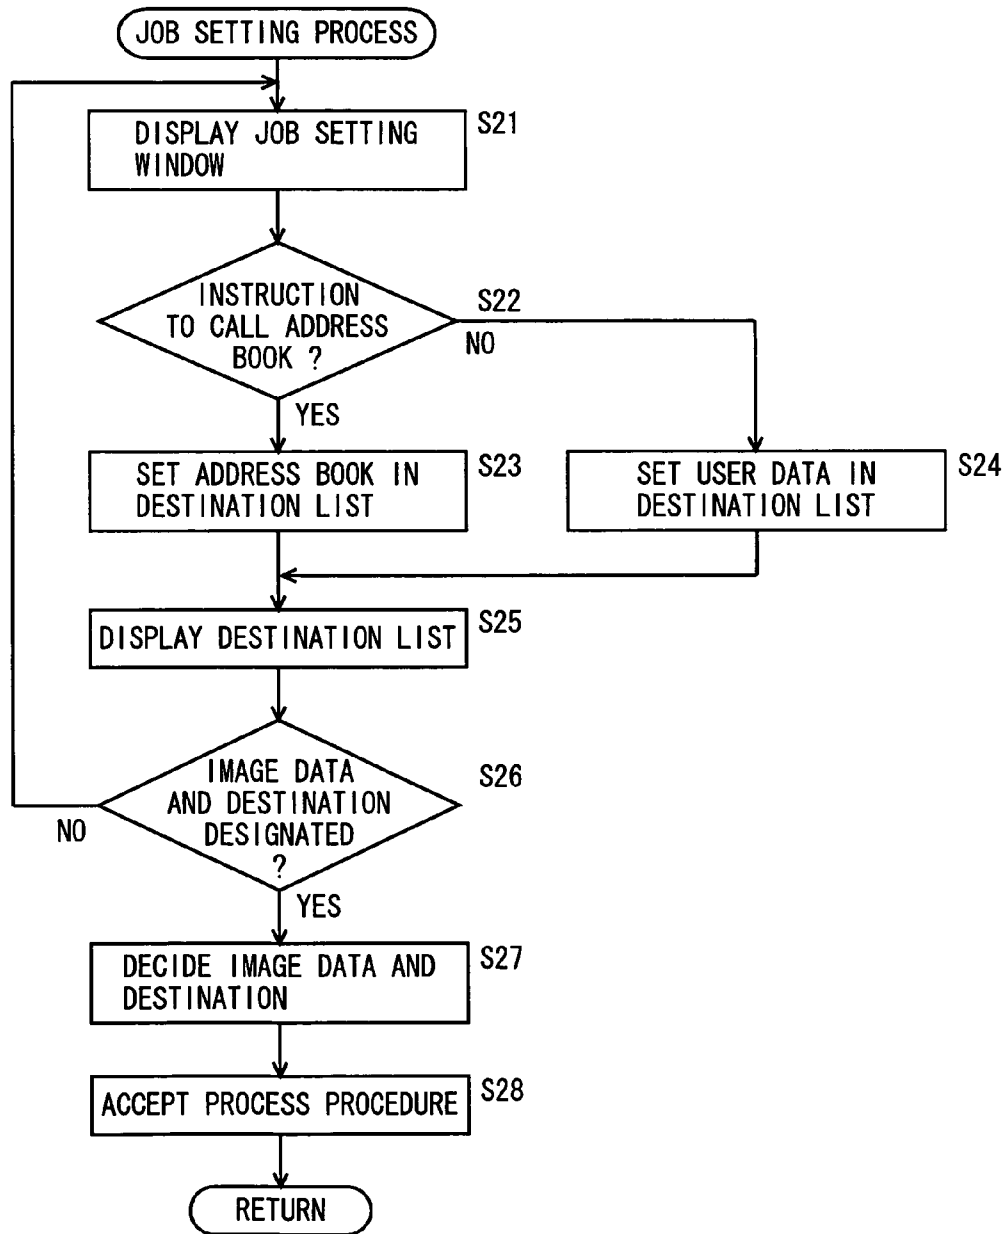 JOB SETTING PROCESS
DISPLAY JOB SETTING
WINDOW
S21
INSTRUCTION
TO CALL ADDRESS
BOOK ?
S22
NO
YES
SET ADDRESS BOOK IN
DESTINATION LIST
S23
SET USER DATA IN
DESTINATION LIST
S24
DISPLAY DESTINATION LIST
S25
IMAGE DATA
AND DESTINATION
DESIGNATED
?
S26
NO
YES
DECIDE IMAGE DATA AND
DESTINATION
S27
ACCEPT PROCESS PROCEDURE
S28
RETURN